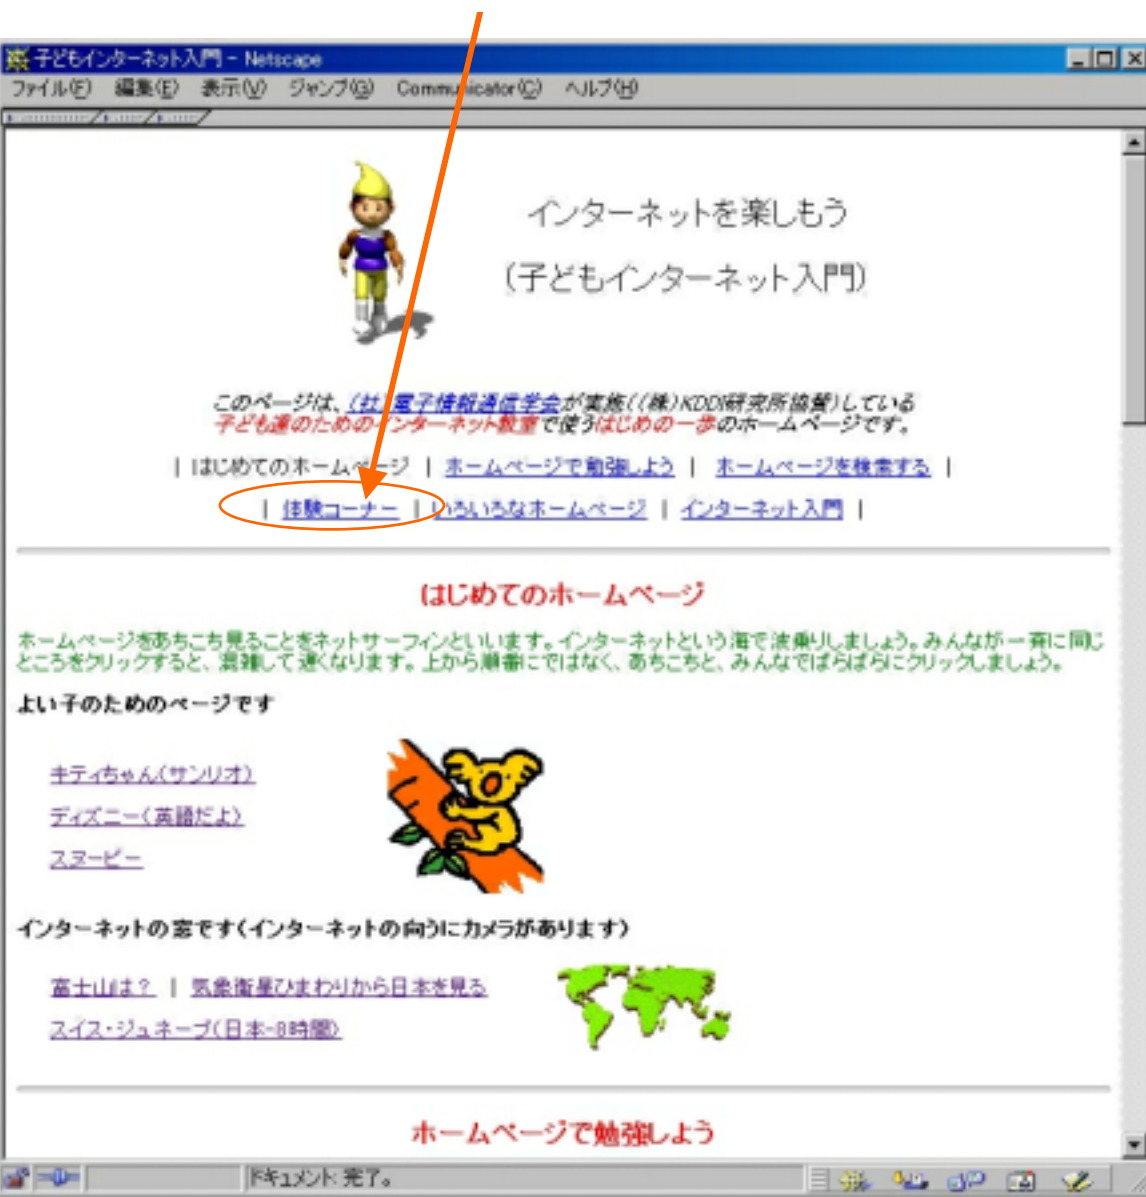 子どもインターネット入門 - Netscape
ファイル(F) 編集(E) 表示(V) ジャンプ(G) Communicator(C) ヘルプ(H)
インターネットを楽しもう
(子どもインターネット入門)
このページは、(社)電子情報通信学会が実施((株)KDDI研究所協賛)している
子ども達のためのインターネット教室で使うはじめの一歩のホームページです。
| はじめてのホームページ | ホームページで勉強しよう | ホームページを検索する |
| 体験コーナー | いろいろなホームページ | インターネット入門 |
はじめてのホームページ
ホームページをあちこち見ることをネットサーフィンといいます。インターネットという海で波乗りしましょう。みんなが一斉に同じ
ところをクリックすると、混雑して遅くなります。上から順番にではなく、あちこちと、みんなでばらばらにクリックしましょう。
よい子のためのページです
キティちゃん(サンリオ)
ディズニー(英語だよ)
スヌーピー
インターネットの窓です(インターネットの向うにカメラがあります)
富士山は? | 気象衛星ひまわりから日本を見る
スイス・ジュネーブ(日本-8時間)
ホームページで勉強しよう
ドキュメント: 完了。